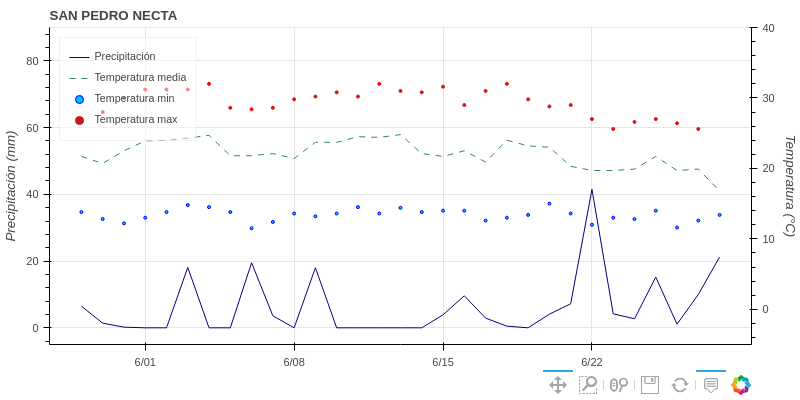 SAN PEDRO NECTA
Precipitación
Temperatura media
Temperatura min
Temperatura max
Precipitación (mm)
80
60
40
20
0
Temperatura (°C)
40
30
20
10
0
6/01
6/08
6/15
6/22